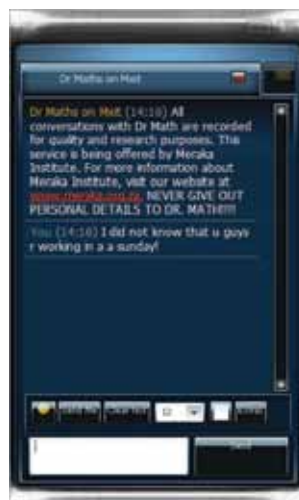 Dr Maths on Mxit
Dr Maths on Mxit (14:10) All
conversations with Dr Math are recorded
for quality and research purposes. This
service is being offered by Meraka
Institute. For more information about
Meraka Institute, visit our website at
www.meraka.org.za. NEVER GIVE OUT
PERSONAL DETAILS TO DR. MATH!!!!
You (14:10) I did not know that u guys
r working in a a sunday!
Send